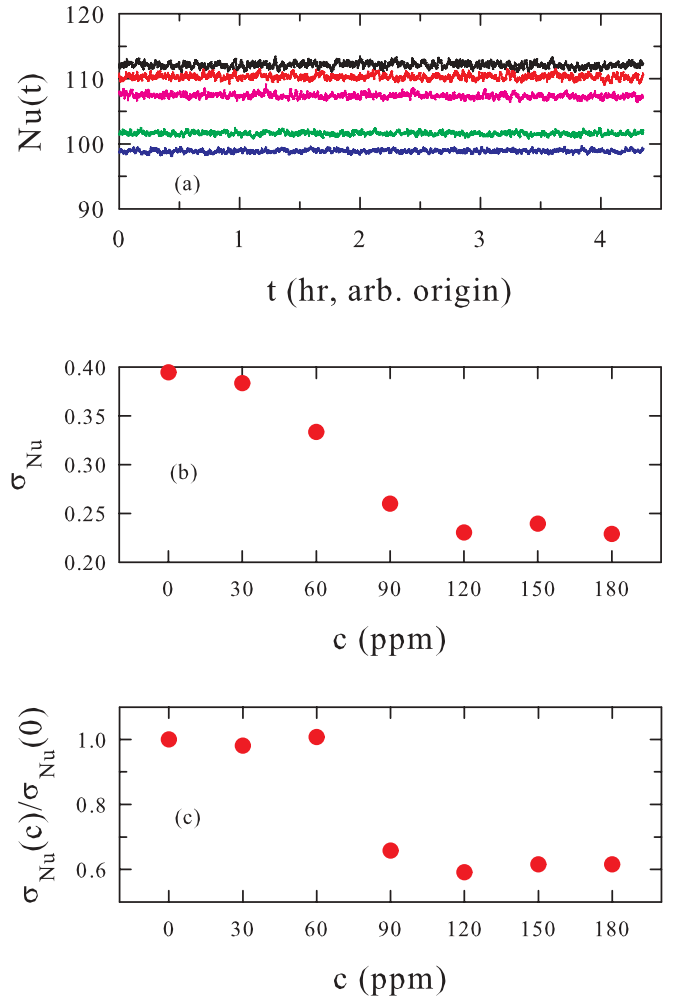 120
110
100
90
Nu(t)
(a)
0 1 2 3 4
t (hr, arb. origin)
0.40
0.35
0.30
0.25
0.20
σNu
(b)
0 30 60 90 120 150 180
c (ppm)
1.0
0.8
0.6
σNu(c)/σNu(0)
(c)
0 30 60 90 120 150 180
c (ppm)